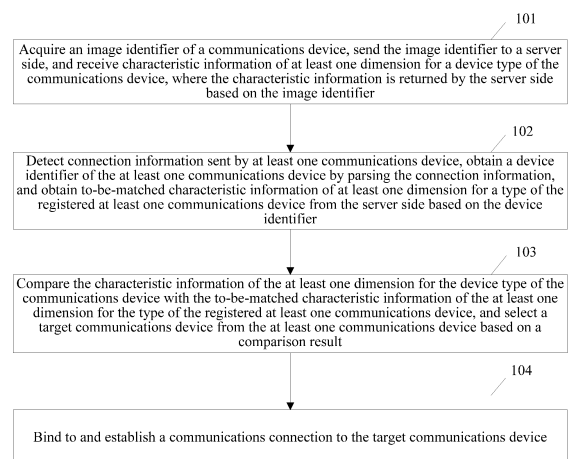 101
Acquire an image identifier of a communications device, send the image identifier to a server
side, and receive characteristic information of at least one dimension for a device type of the
communications device, where the characteristic information is returned by the server side
based on the image identifier
102
Detect connection information sent by at least one communications device, obtain a device
identifier of the at least one communications device by parsing the connection information,
and obtain to-be-matched characteristic information of at least one dimension for a type of the
registered at least one communications device from the server side based on the device
identifier
103
Compare the characteristic information of the at least one dimension for the device type of the
communications device with the to-be-matched characteristic information of the at least one
dimension for the type of the registered at least one communications device, and select a
target communications device from the at least one communications device based on a
comparison result
104
Bind to and establish a communications connection to the target communications device